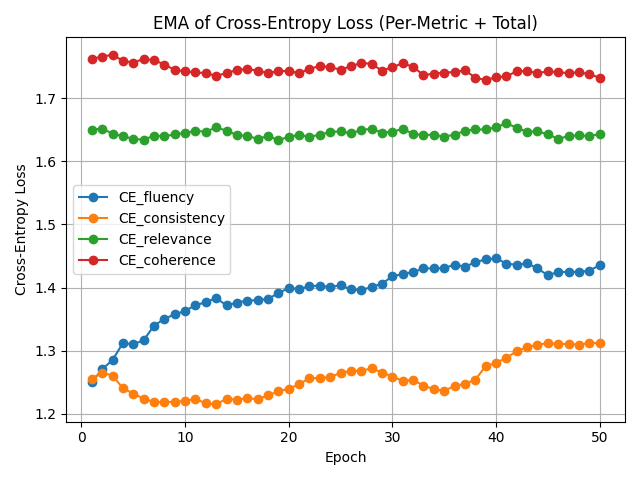 EMA of Cross-Entropy Loss (Per-Metric + Total)
Cross-Entropy Loss
1.7
1.6
1.5
1.4
1.3
1.2
CE_fluency
CE_consistency
CE_relevance
CE_coherence
0 10 20 30 40 50
Epoch